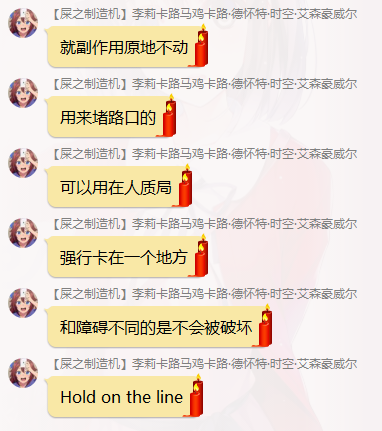 【屎之制造机】李莉卡路马鸡卡路·德怀特·时空·艾森豪威尔
就副作用原地不动
【屎之制造机】李莉卡路马鸡卡路·德怀特·时空·艾森豪威尔
用来堵路口的
【屎之制造机】李莉卡路马鸡卡路·德怀特·时空·艾森豪威尔
可以用在人质局
【屎之制造机】李莉卡路马鸡卡路·德怀特·时空·艾森豪威尔
强行卡在一个地方
【屎之制造机】李莉卡路马鸡卡路·德怀特·时空·艾森豪威尔
和障碍不同的是不会被破坏
【屎之制造机】李莉卡路马鸡卡路·德怀特·时空·艾森豪威尔
Hold on the line